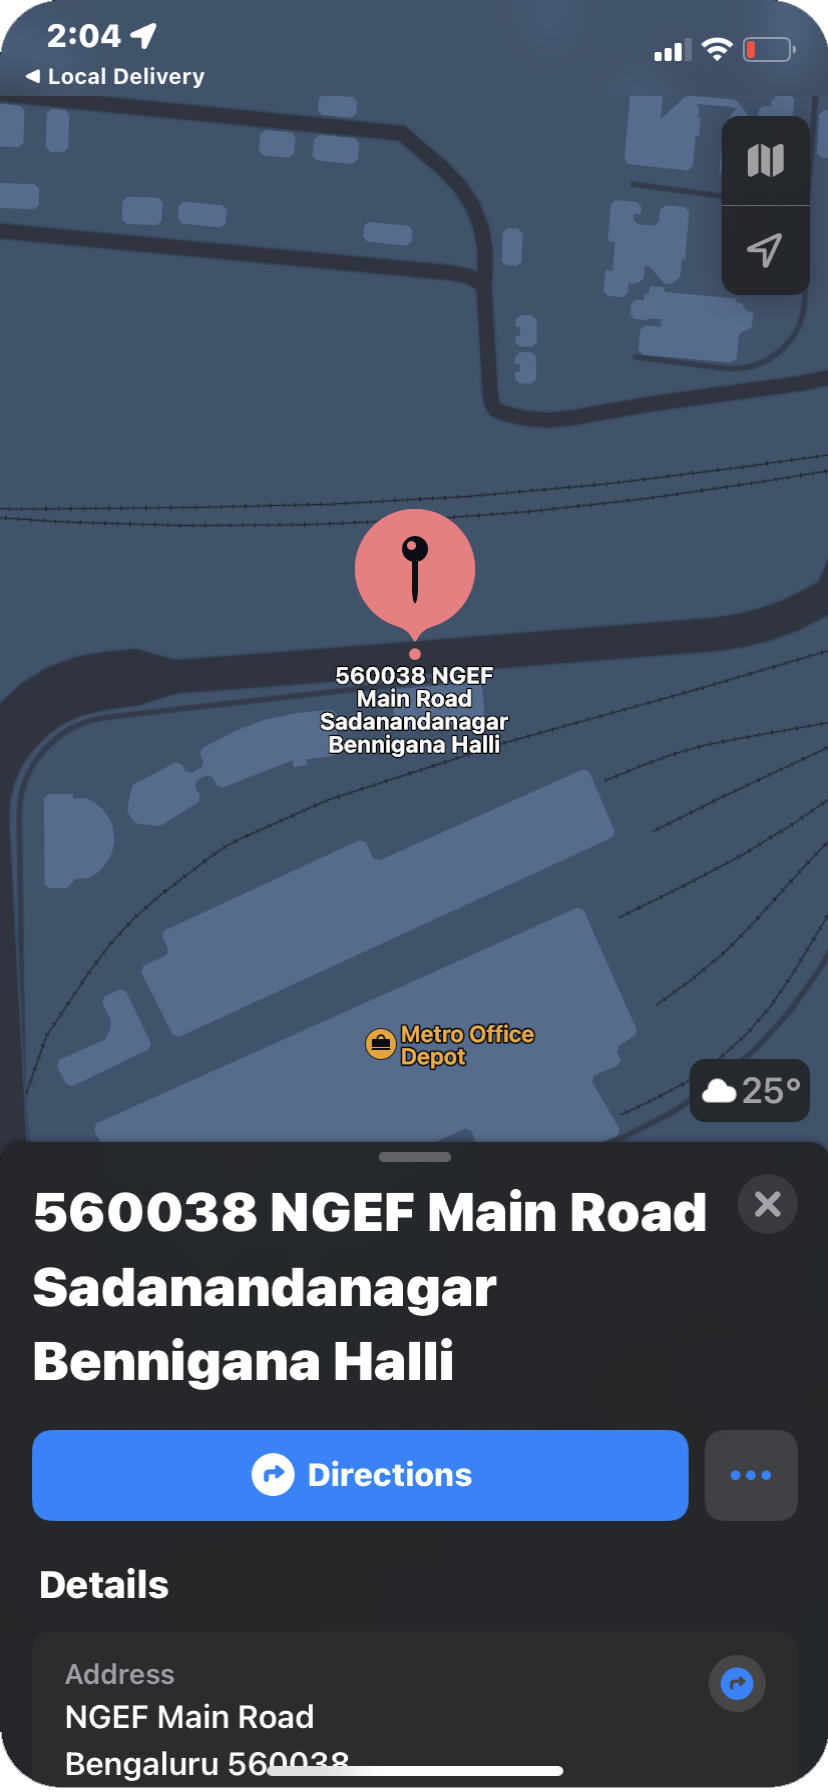 2:04
◀ Local Delivery
560038 NGEF
Main Road
Sadanandanagar
Bennigana Halli
Metro Office
Depot
25°
560038 NGEF Main Road
Sadanandanagar
Bennigana Halli
Directions
Details
Address
NGEF Main Road
Bengaluru 560038